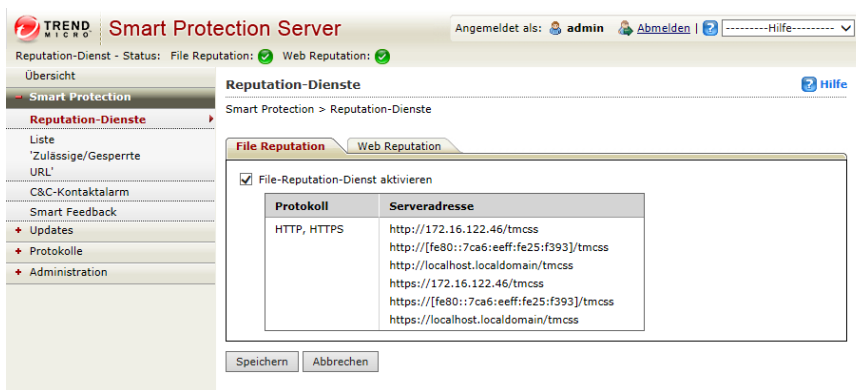 TREND MICRO Smart Protection Server Angemeldet als: admin Abmelden | ? ---------Hilfe---------
Reputation-Dienst - Status: File Reputation: Web Reputation:
Übersicht
Smart Protection
Reputation-Dienste
Liste
'Zulässige/Gesperrte
URL'
C&C-Kontaktalarm
Smart Feedback
+ Updates
+ Protokolle
+ Administration
Reputation-Dienste ? Hilfe
Smart Protection > Reputation-Dienste
File Reputation Web Reputation
File-Reputation-Dienst aktivieren
Protokoll Serveradresse
HTTP, HTTPS http://172.16.122.46/tmcss
http://[fe80::7ca6:eeff:fe25:f393]/tmcss
http://localhost.localdomain/tmcss
https://172.16.122.46/tmcss
https://[fe80::7ca6:eeff:fe25:f393]/tmcss
https://localhost.localdomain/tmcss
Speichern Abbrechen